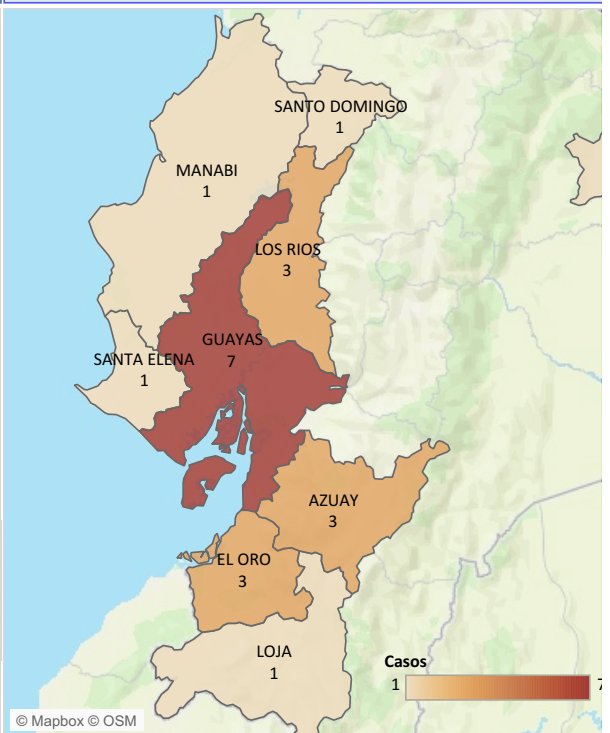 SANTO DOMINGO
1
MANABI
1
LOS RIOS
3
GUAYAS
7
SANTA ELENA
1
AZUAY
3
EL ORO
3
LOJA
1
Casos
1
7
© Mapbox © OSM